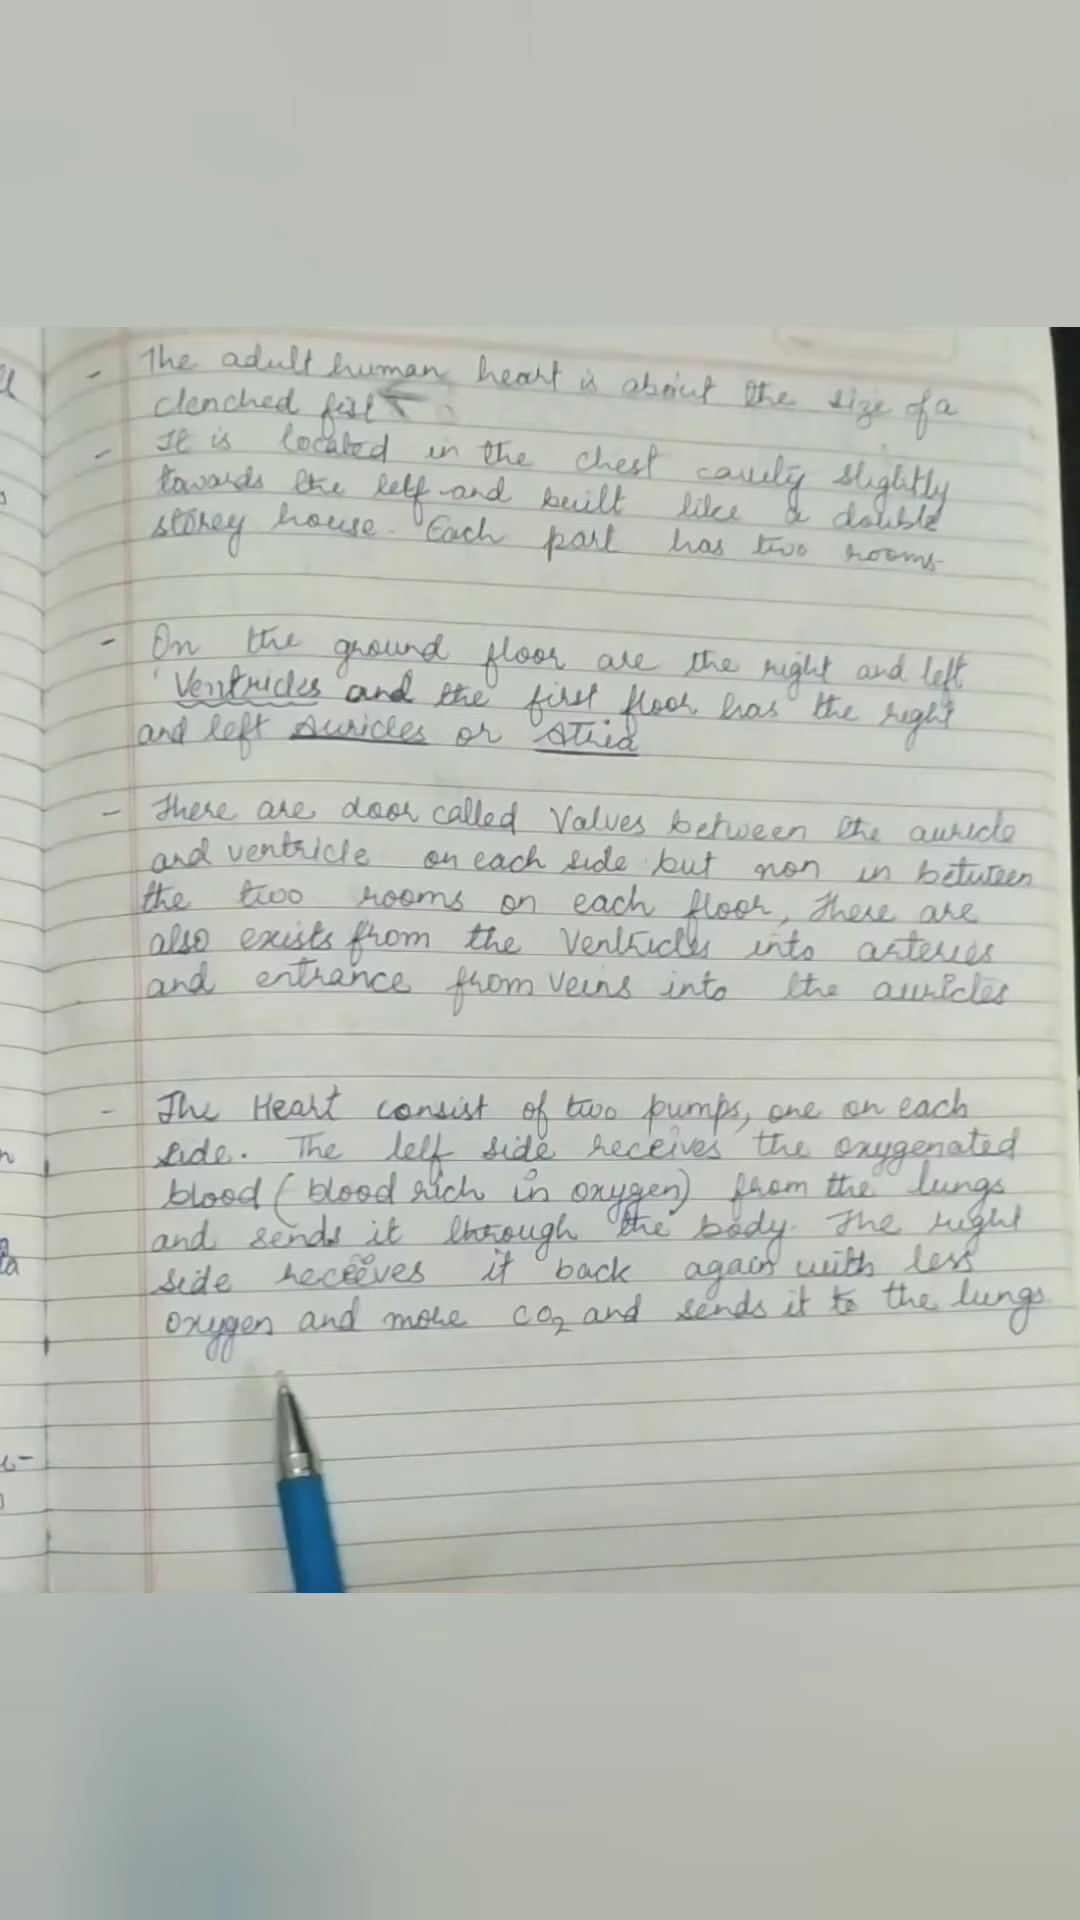 - The adult human heart is about the size of a
clenched fist
- It is located in the chest cavity slightly
towards the left and built like a double
storey house. Each part has two rooms.
- On the ground floor are the right and left
Ventricles and the first floor has the right
and left auricles or atria
- There are door called Valves between the auricle
and ventricle on each side but non in between
the two rooms on each floor, There are
also exists from the Ventricles into arteries
and entrance from veins into the auricles
- The Heart consist of two pumps, one on each
side. The left side receives the oxygenated
blood (blood rich in oxygen) from the lungs
and sends it through the body. The right
side receives it back again with less
oxygen and more CO₂ and sends it to the lungs.